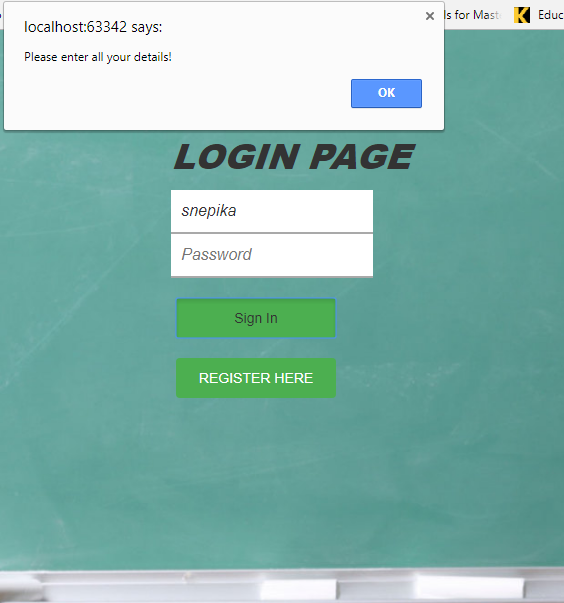 localhost:63342 says:
Please enter all your details!
OK
ls for Mast
Educ
LOGIN PAGE
snepika
Password
Sign In
REGISTER HERE